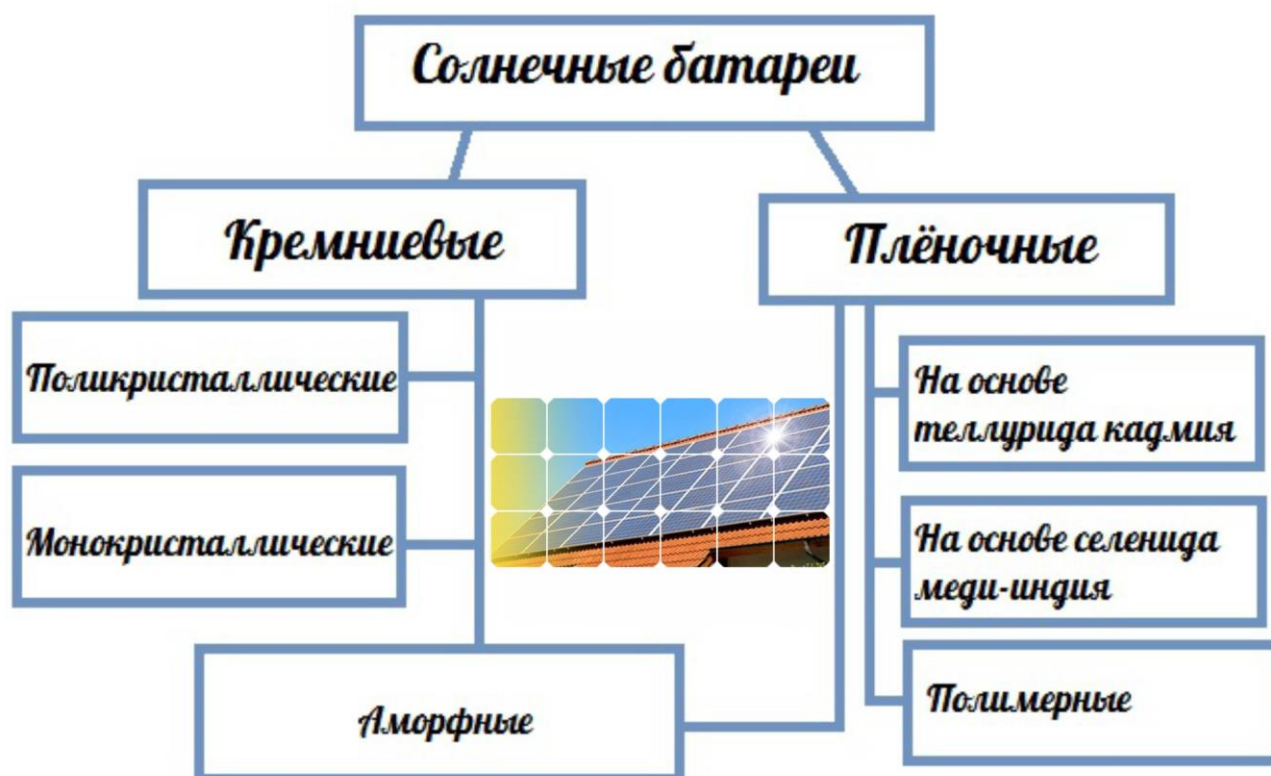 Солнечные батареи
Кремниевые
Плёночные
Поликристаллические
Монокристаллические
Аморфные
На основе
теллурида кадмия
На основе селенида
меди-индия
Полимерные